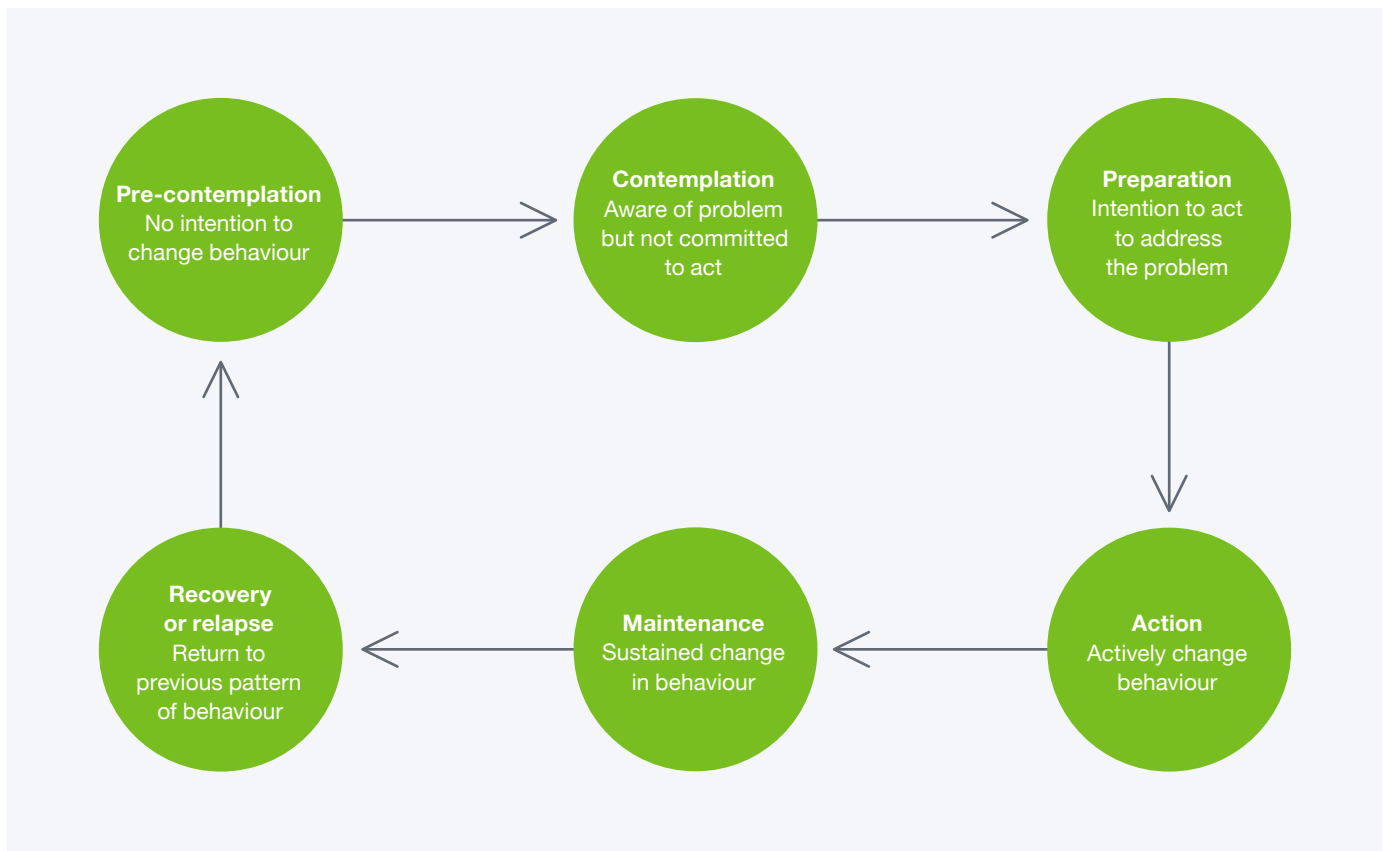 Pre-contemplation
No intention to
change behaviour
Contemplation
Aware of problem
but not committed
to act
Preparation
Intention to act
to address
the problem
Recovery
or relapse
Return to
previous pattern
of behaviour
Maintenance
Sustained change
in behaviour
Action
Actively change
behaviour